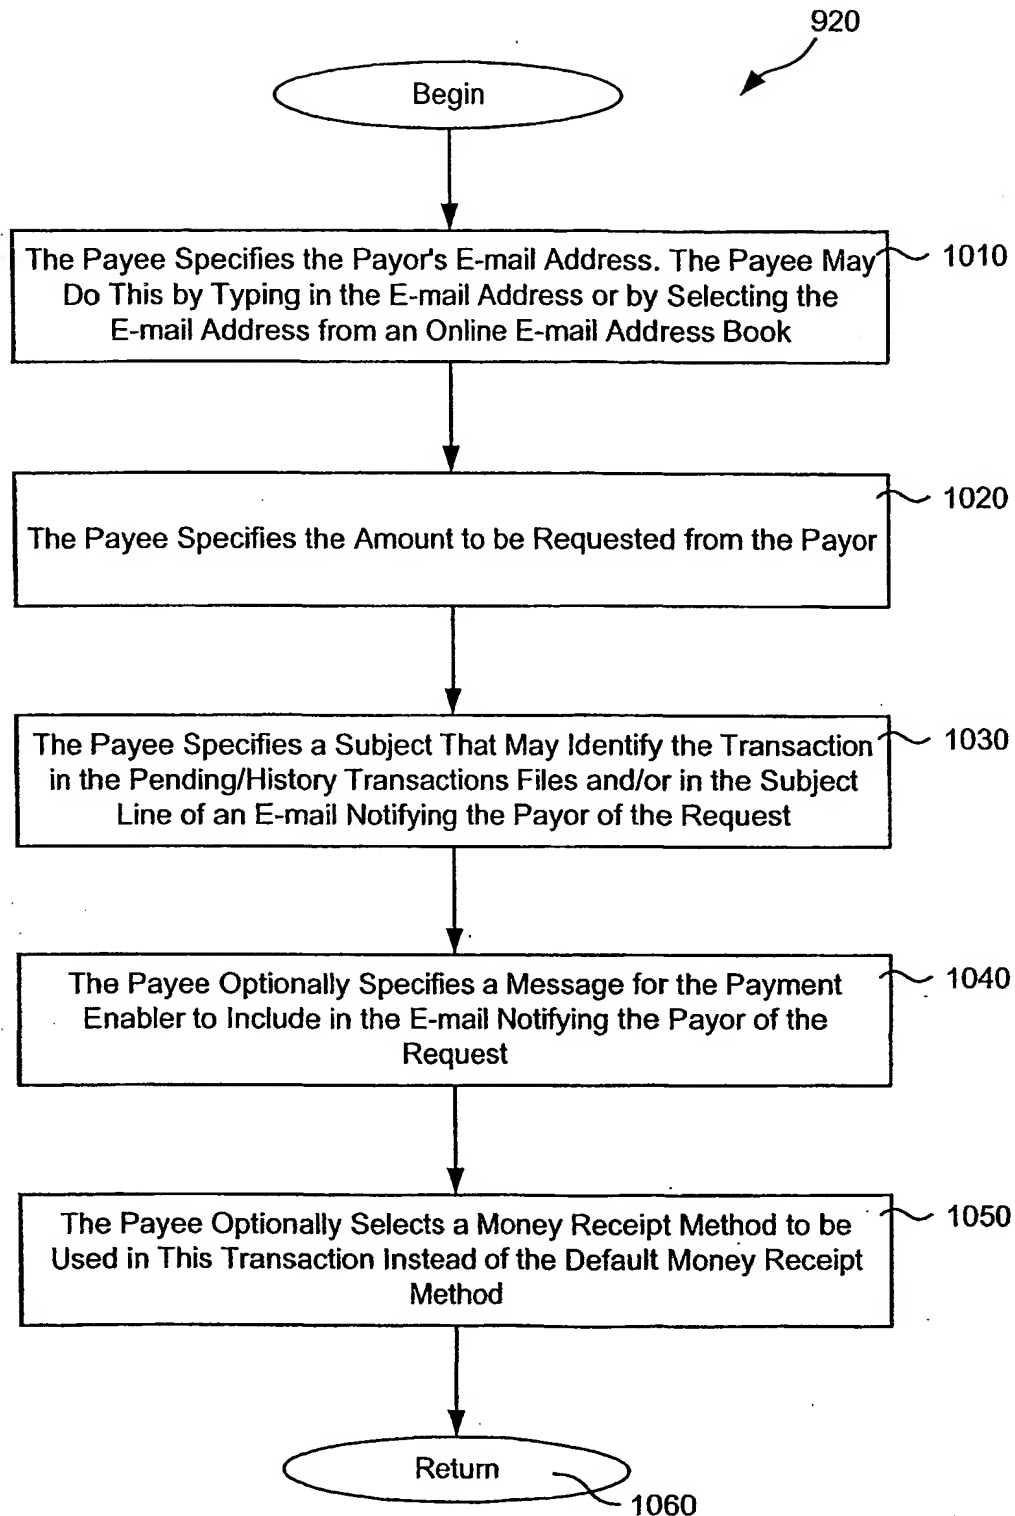 920
Begin
The Payee Specifies the Payor's E-mail Address. The Payee May
Do This by Typing in the E-mail Address or by Selecting the
E-mail Address from an Online E-mail Address Book
1010
The Payee Specifies the Amount to be Requested from the Payor
1020
The Payee Specifies a Subject That May Identify the Transaction
in the Pending/History Transactions Files and/or in the Subject
Line of an E-mail Notifying the Payor of the Request
1030
The Payee Optionally Specifies a Message for the Payment
Enabler to Include in the E-mail Notifying the Payor of the
Request
1040
The Payee Optionally Selects a Money Receipt Method to be
Used in This Transaction Instead of the Default Money Receipt
Method
1050
Return
1060